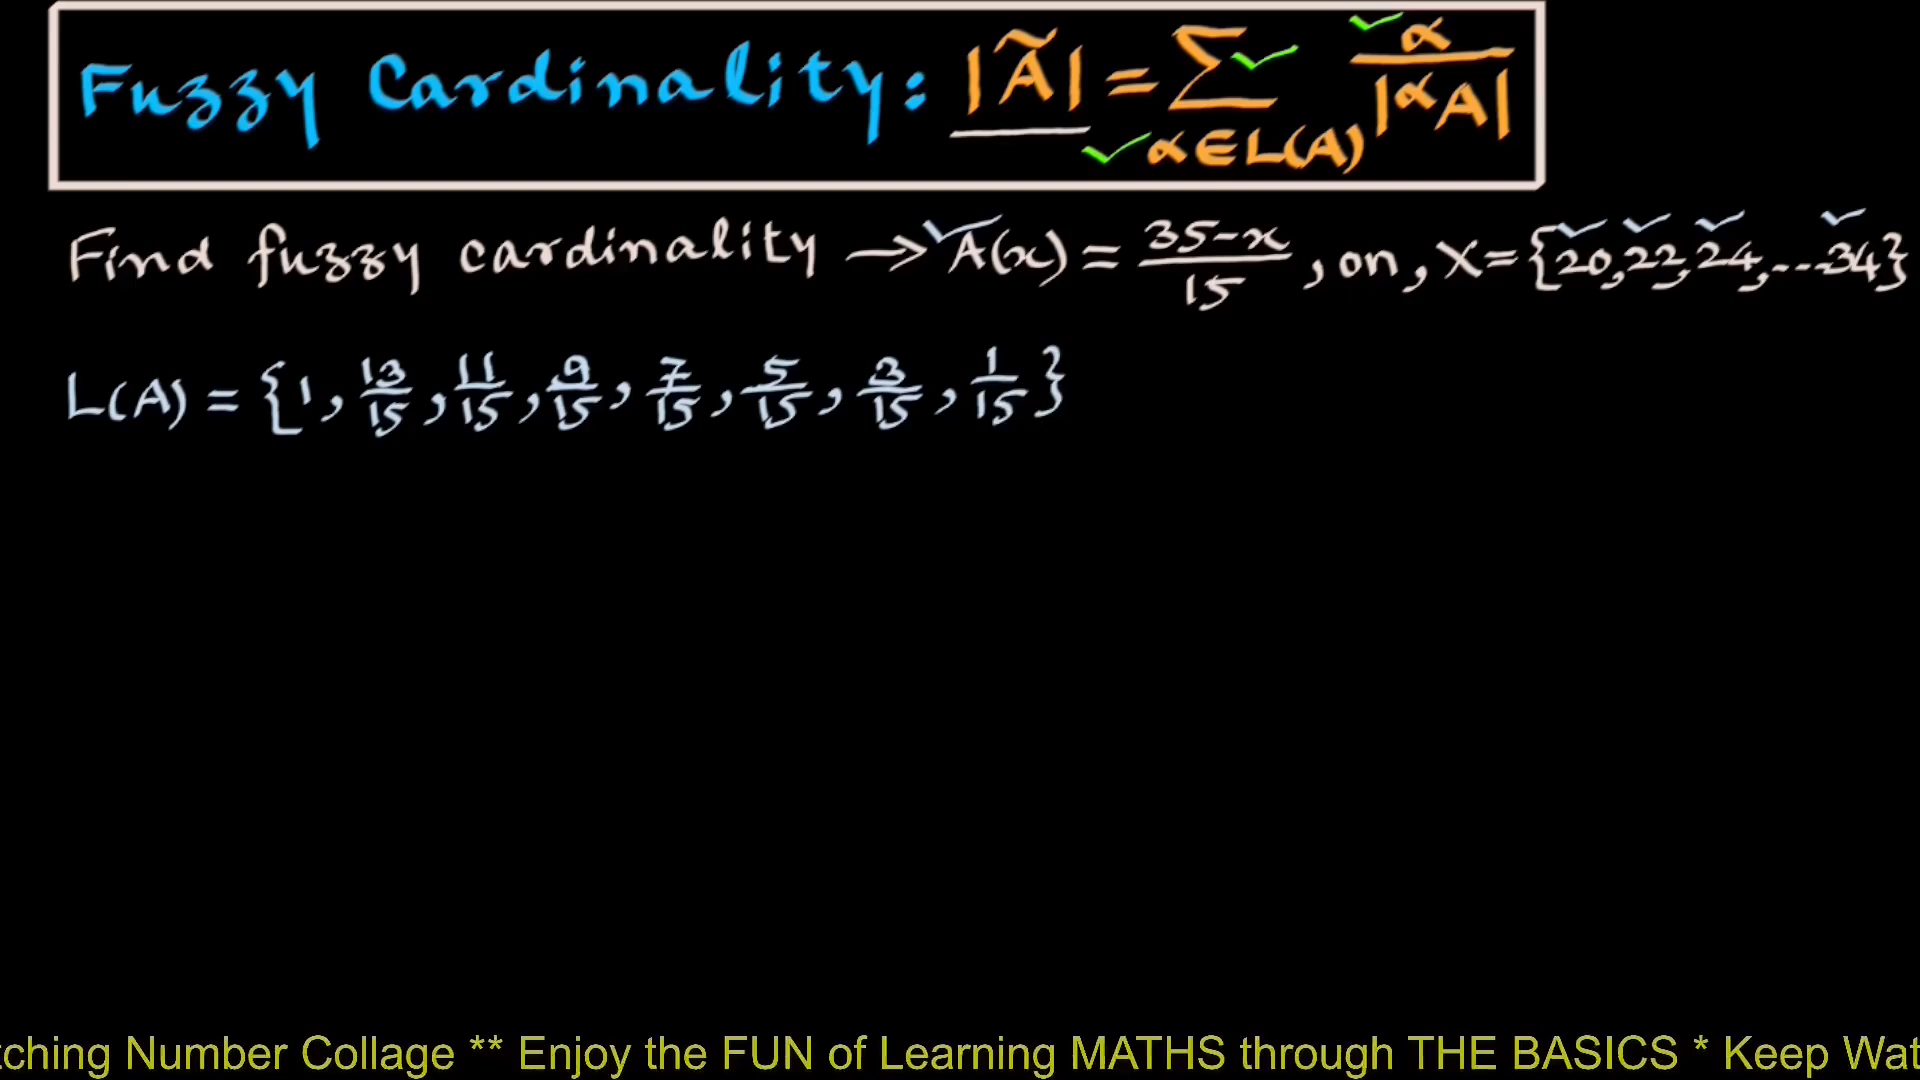 Fuzzy Cardinality: |Ã| = ∑ α∈L(A) α/|αA|
Find fuzzy cardinality → A(x) = 35-x/15, on, X={20,22,24,...34}
L(A) = {1, 13/15, 11/15, 9/15, 7/15, 5/15, 3/15, 1/15}
tching Number Collage ** Enjoy the FUN of Learning MATHS through THE BASICS * Keep Wat